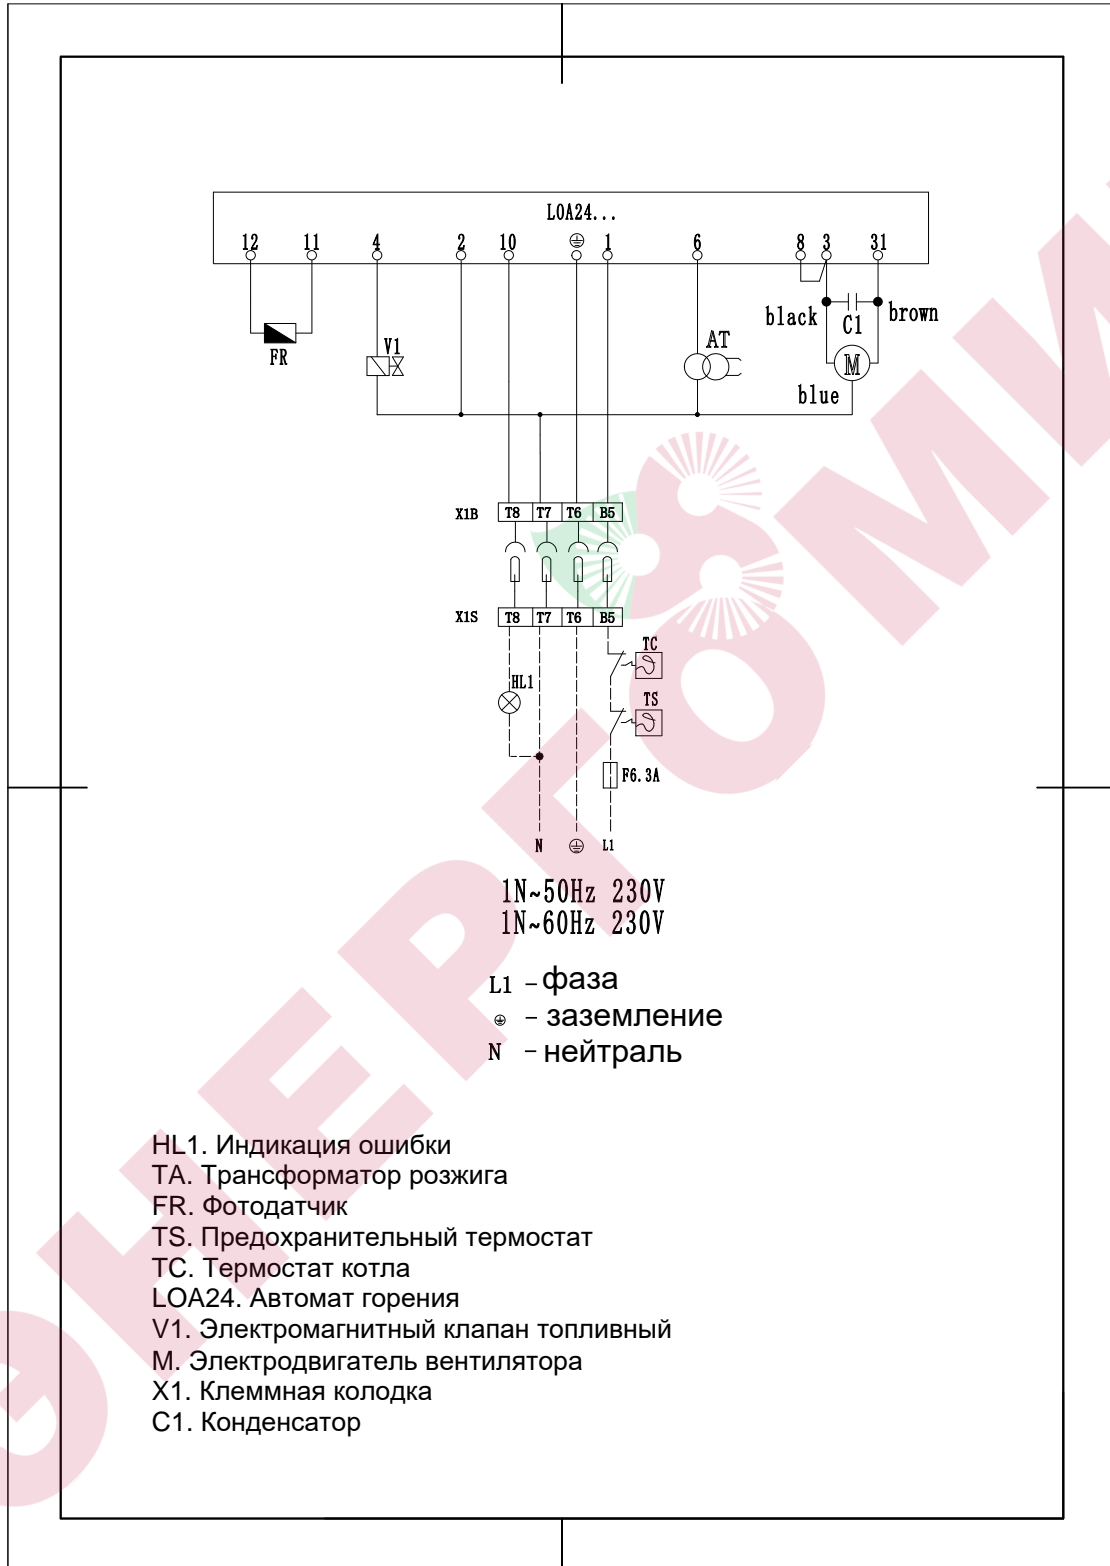 LOA24...
12 11 4 2 10 1 6 8 3 31
black C1 brown
V1 AT
FR M
blue
X1B T8 T7 T6 B5
X1S T8 T7 T6 B5
TC
HL1
TS
F6.3A
N L1
1N~50Hz 230V
1N~60Hz 230V
L1 - фаза
- заземление
N - нейтраль
HL1. Индикация ошибки
TA. Трансформатор розжига
FR. Фотодатчик
TS. Предохранительный термостат
TC. Термостат котла
LOA24. Автомат горения
V1. Электромагнитный клапан топливный
M. Электродвигатель вентилятора
X1. Клеммная колодка
C1. Конденсатор
ЭНЕРГОМИ